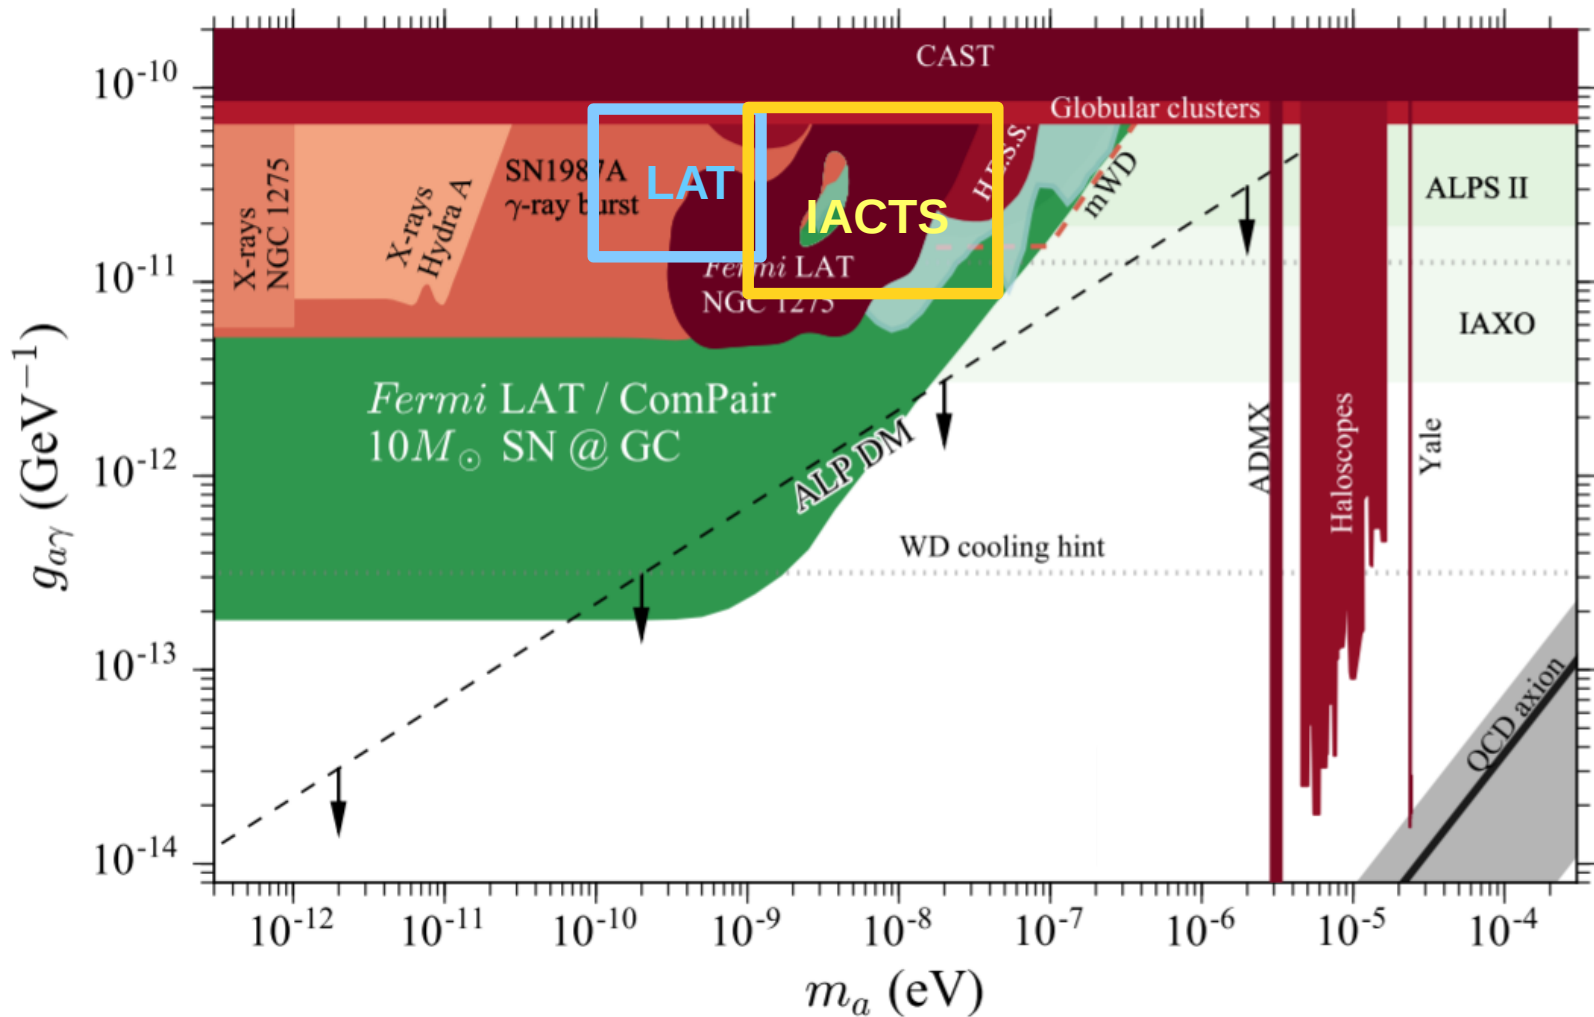 CAST
Globular clusters
X-rays
NGC 1275
X-rays
Hydra A
SN1987A
γ-ray burst
LAT
IACTS
H.E.S.S.
mWD
Fermi LAT
NGC 1275
ALPS II
IAXO
Fermi LAT / ComPair
10M☉ SN @ GC
ALP DM
WD cooling hint
ADMX
Haloscopes
Yale
QCD axion
10⁻¹⁰
10⁻¹¹
10⁻¹²
10⁻¹³
10⁻¹⁴
g_{aγ} (GeV⁻¹)
10⁻¹² 10⁻¹¹ 10⁻¹⁰ 10⁻⁹ 10⁻⁸ 10⁻⁷ 10⁻⁶ 10⁻⁵ 10⁻⁴
m_a (eV)